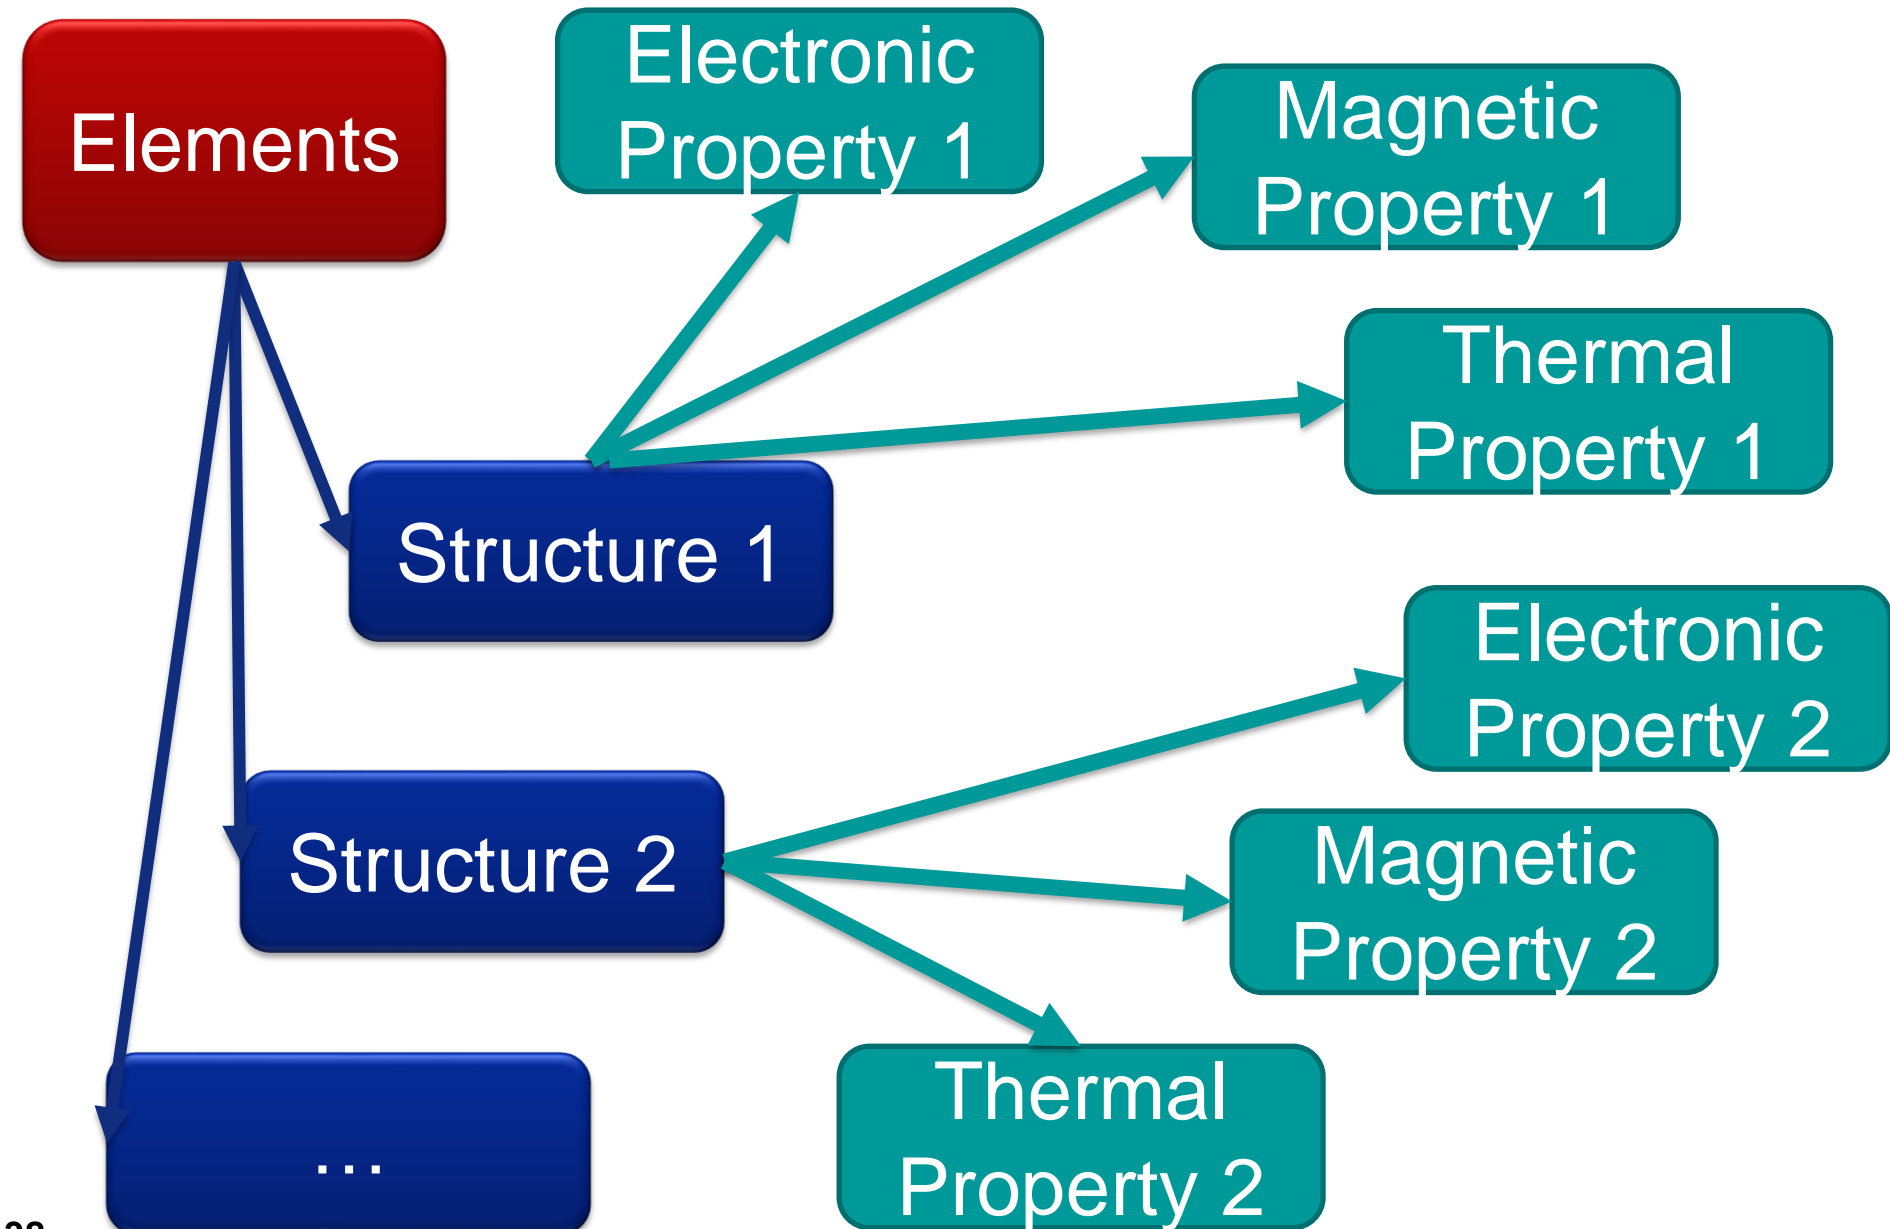 Elements
Electronic
Property 1
Magnetic
Property 1
Thermal
Property 1
Structure 1
Electronic
Property 2
Structure 2
Magnetic
Property 2
Thermal
Property 2
...